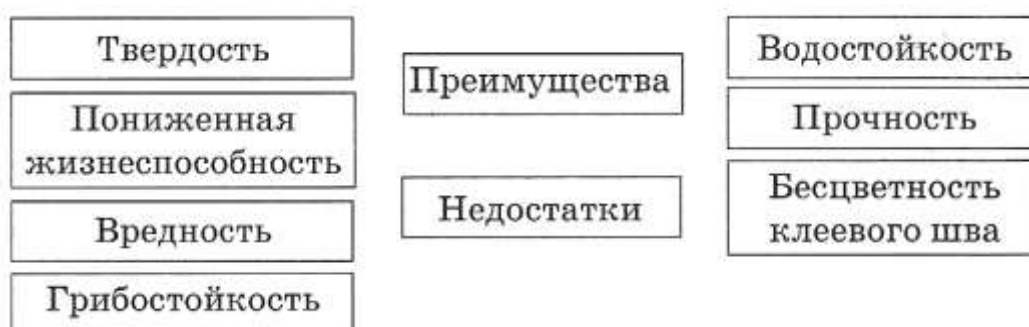 Твердость
Пониженная
жизнеспособность
Вредность
Грибостойкость
Преимущества
Недостатки
Водостойкость
Прочность
Бесцветность
клеевого шва